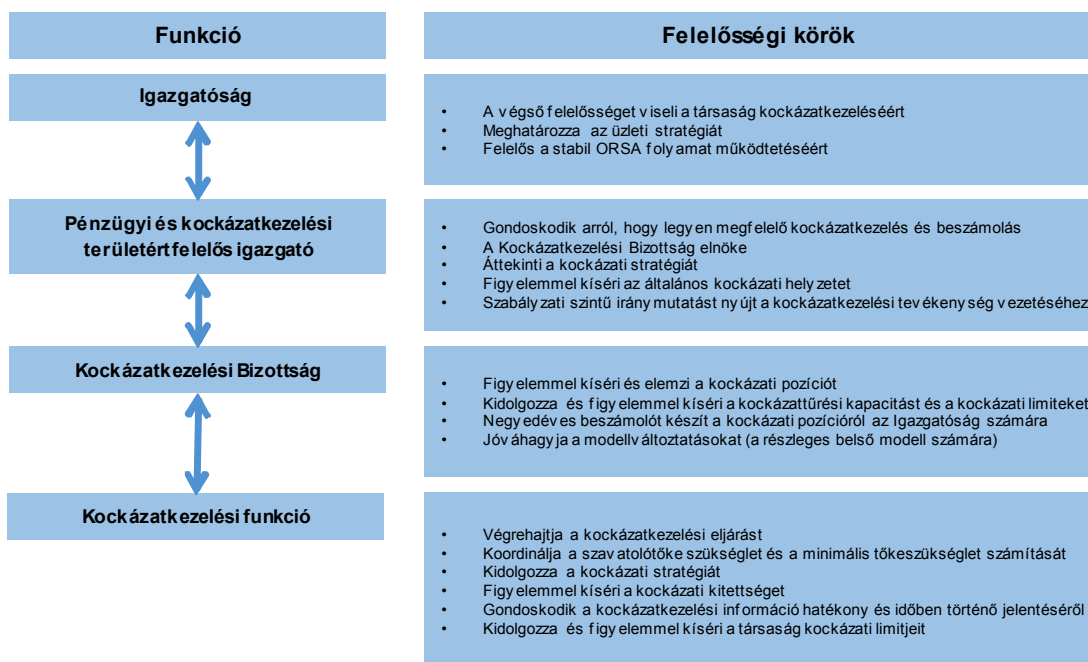 Funkció
Felelősségi körök
Igazgatóság
• A végső felelősséget viseli a társaság kockázatkezeléséért
• Meghatározza az üzleti stratégiát
• Felelős a stabil ORSA folyamat működtetéséért
Pénzügyi és kockázatkezelési
területért felelős igazgató
• Gondoskodik arról, hogy legyen megfelelő kockázatkezelés és beszámolás
• A Kockázatkezelési Bizottság elnöke
• Áttekinti a kockázati stratégiát
• Figyelemmel kíséri az általános kockázati helyzetet
• Szabályzati szintű iránymutatást nyújt a kockázatkezelési tevékenység vezetéséhez
Kockázatkezelési Bizottság
• Figyelemmel kíséri és elemzi a kockázati pozíciót
• Kidolgozza és figyelemmel kíséri a kockázattűrési kapacitást és a kockázati limiteket
• Negyedéves beszámolót készít a kockázati pozícióról az Igazgatóság számára
• Jóváhagyja a modellváltoztatásokat (a részleges belső modell számára)
Kockázatkezelési funkció
• Végrehajtja a kockázatkezelési eljárást
• Koordinálja a szavatolótőke szükséglet és a minimális tőkeszükséglet számítását
• Kidolgozza a kockázati stratégiát
• Figyelemmel kíséri a kockázati kitettséget
• Gondoskodik a kockázatkezelési információ hatékony és időben történő jelentéséről
• Kidolgozza és figyelemmel kíséri a társaság kockázati limitjeit